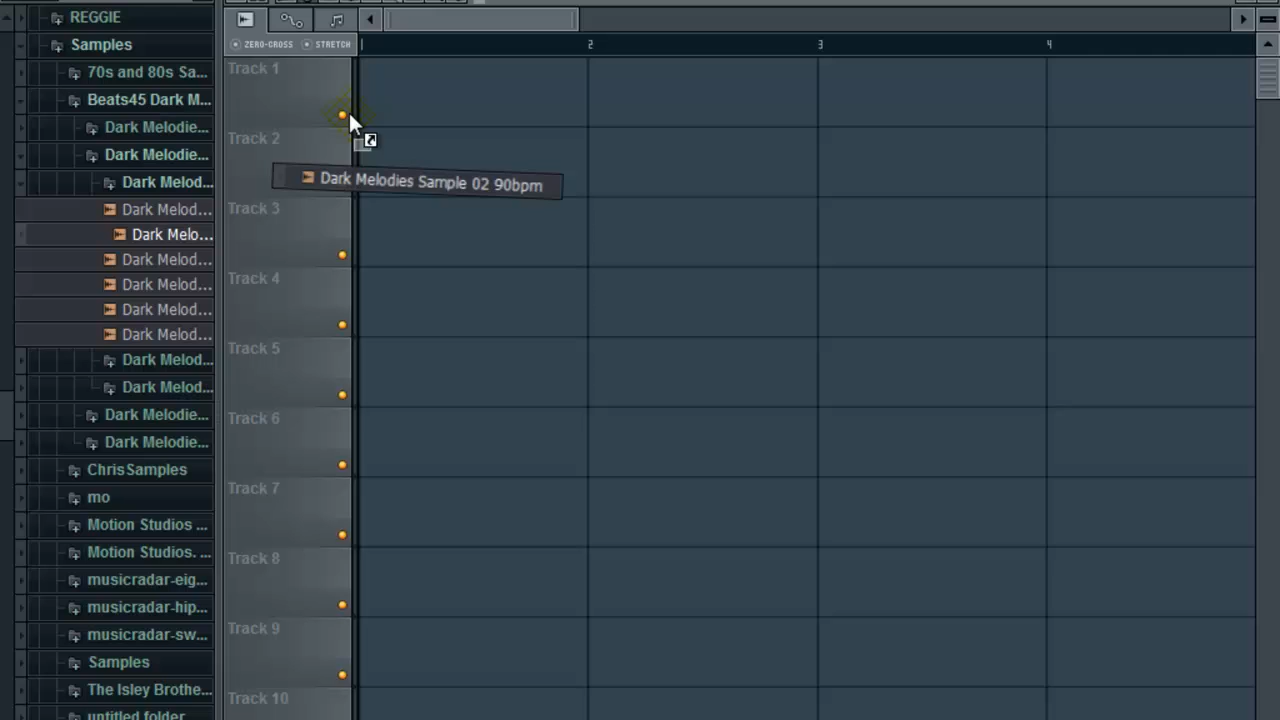 REGGIE
Samples
70s and 80s Sa...
Beats45 Dark M...
Dark Melodie...
Dark Melodie...
Dark Melod...
Dark Melod...
Dark Melo...
Dark Melod...
Dark Melod...
Dark Melod...
Dark Melod...
Dark Melod...
Dark Melod...
Dark Melodie...
Dark Melodie...
ChrisSamples
mo
Motion Studios ...
Motion Studios. ...
musicradar-eig...
musicradar-hip...
musicradar-sw...
Samples
The Isley Brothe...
untitled folder
ZERO-CROSS STRETCH
2 3 4
Track 1
Track 2
Dark Melodies Sample 02 90bpm
Track 3
Track 4
Track 5
Track 6
Track 7
Track 8
Track 9
Track 10